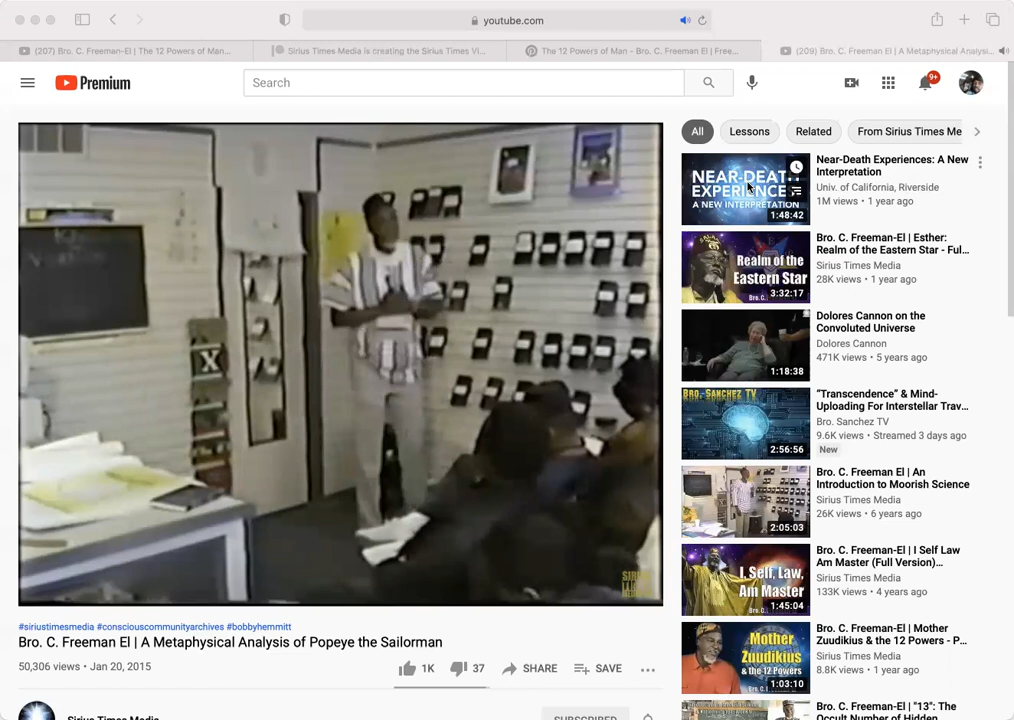 youtube.com
(207) Bro. C. Freeman-El | The 12 Powers of Man...
Sirius Times Media is creating the Sirius Times Vi...
The 12 Powers of Man - Bro. C. Freeman El | Free...
(209) Bro. C. Freeman El | A Metaphysical Analysi...
Premium
Search
9+
All
Lessons
Related
From Sirius Times Me
X
NEAR-DEATH
EXPERIENCE
A NEW INTERPRETATION
1:48:42
Near-Death Experiences: A New
Interpretation
Univ. of California, Riverside
1M views • 1 year ago
Realm of the
Eastern Star
Bro. C.
3:32:17
Bro. C. Freeman-El | Esther:
Realm of the Eastern Star - Ful...
Sirius Times Media
28K views • 1 year ago
1:18:38
Dolores Cannon on the
Convoluted Universe
Dolores Cannon
471K views • 5 years ago
BRO. SANCHEZ TV
2:56:56
“Transcendence” & Mind-
Uploading For Interstellar Trav...
Bro. Sanchez TV
9.6K views • Streamed 3 days ago
New
2:05:03
Bro. C. Freeman El | An
Introduction to Moorish Science
Sirius Times Media
26K views • 6 years ago
I, Self, Law,
Am Master
1:45:04
Bro. C. Freeman-El | I Self Law
Am Master (Full Version)...
Sirius Times Media
133K views • 4 years ago
Mother
Zuudikius
& the 12 Powers
Bro. C.
1:03:10
Bro. C. Freeman-El | Mother
Zuudikius & the 12 Powers - P...
Sirius Times Media
8.8K views • 1 year ago
Bro. C. Freeman-El | "13": The
Occult Number of Hidden
#siriustimesmedia #consciouscommunityarchives #bobbyhemmitt
Bro. C. Freeman El | A Metaphysical Analysis of Popeye the Sailorman
50,306 views • Jan 20, 2015
1K
37
SHARE
SAVE
Sirius Times Media
SUBSCRIBED